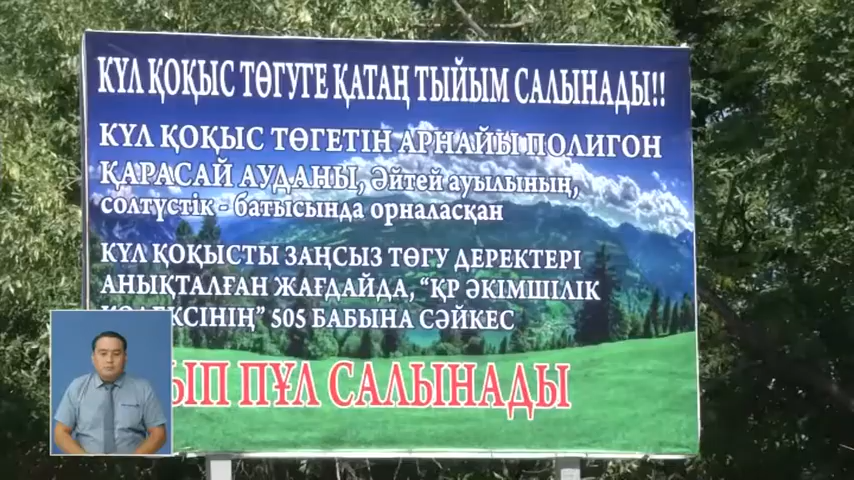 КҮЛ ҚОҚЫС ТӨГУГЕ ҚАТАҢ ТЫЙЫМ САЛЫНАДЫ!!
КҮЛ ҚОҚЫС ТӨГЕТІН АРНАЙЫ ПОЛИГОН
ҚАРАСАЙ АУДАНЫ, Әйтей ауылының,
солтүстік - батысында орналасқан
КҮЛ ҚОҚЫСТЫ ЗАҢСЫЗ ТӨГУ ДЕРЕКТЕРІ
АНЫҚТАЛҒАН ЖАҒДАЙДА, “ҚР ӘКІМШІЛІК
505 БАБЫНА СӘЙКЕС
ПҰЛ САЛЫНАДЫ